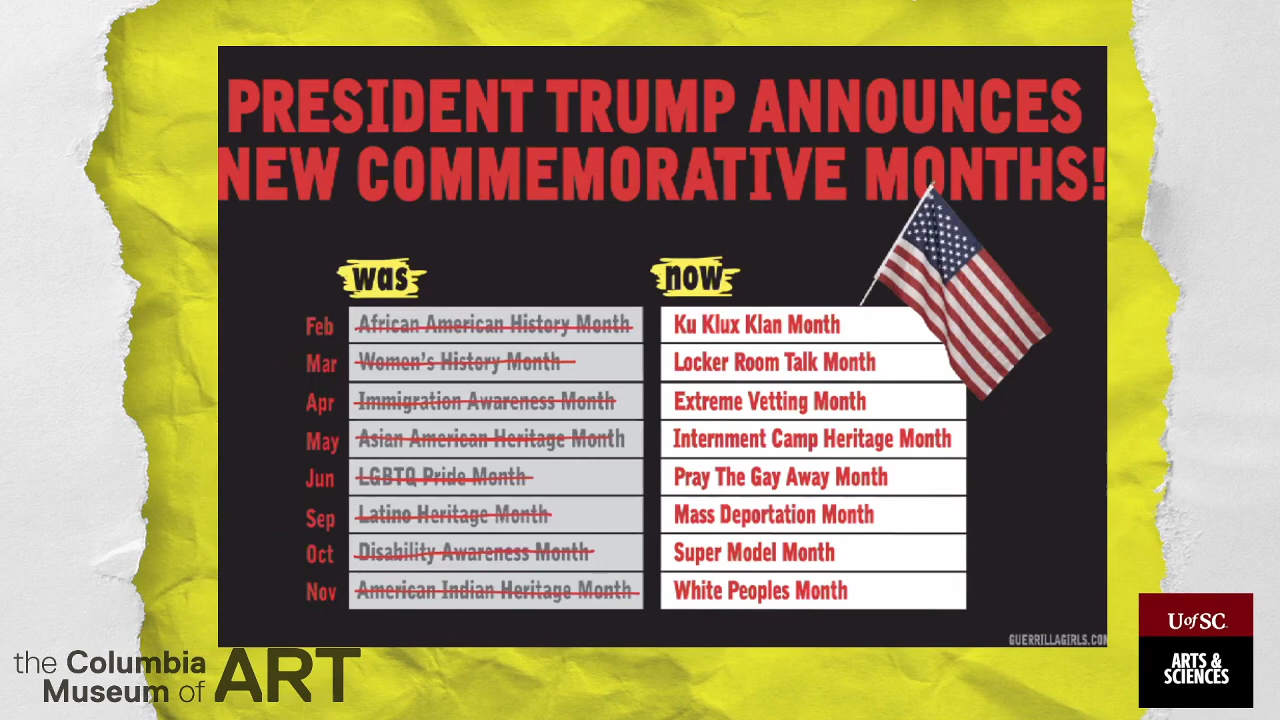 PRESIDENT TRUMP ANNOUNCES
NEW COMMEMORATIVE MONTHS!
was now
Feb African American History Month Ku Klux Klan Month
Mar Women's History Month Locker Room Talk Month
Apr Immigration Awareness Month Extreme Vetting Month
May Asian American Heritage Month Internment Camp Heritage Month
Jun LGBTQ Pride Month Pray The Gay Away Month
Sep Latino Heritage Month Mass Deportation Month
Oct Disability Awareness Month Super Model Month
Nov American Indian Heritage Month White Peoples Month
GUERRILLAGIRLS.COM
the Columbia
Museum of ART
UofSC
ARTS &
SCIENCES